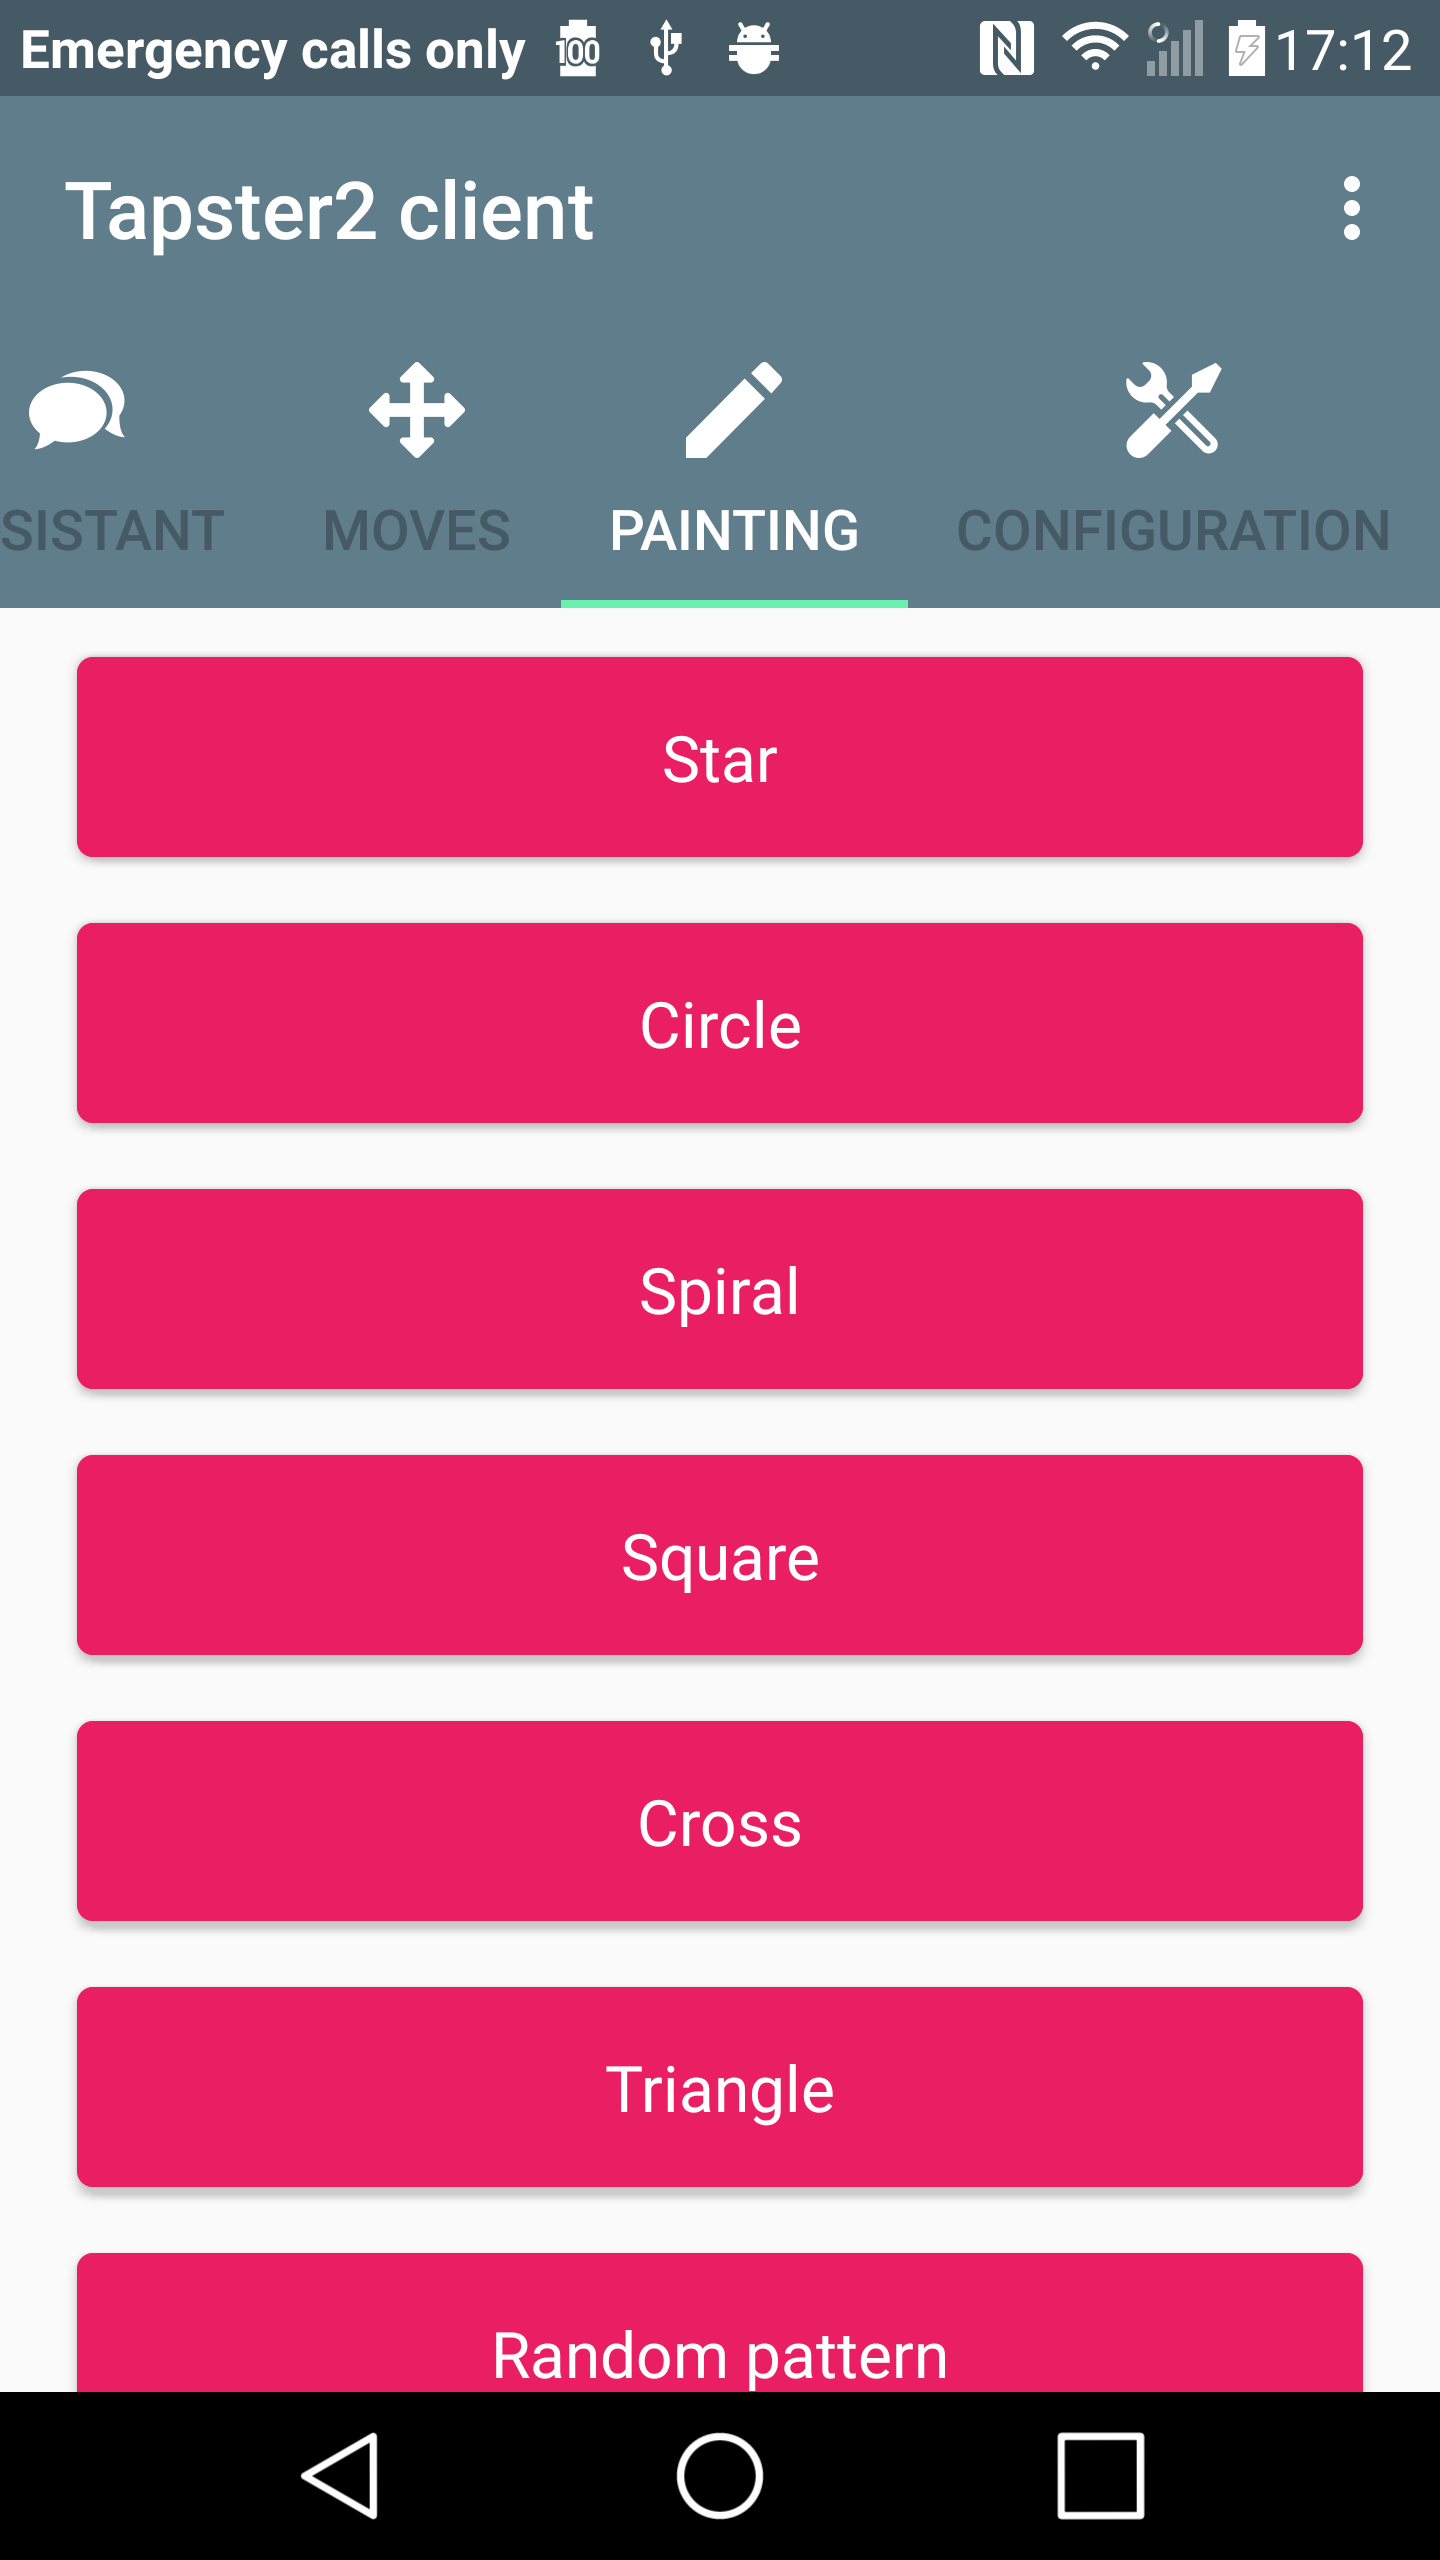 Emergency calls only 100 17:12
Tapster2 client
SISTANT MOVES PAINTING CONFIGURATION
Star
Circle
Spiral
Square
Cross
Triangle
Random pattern